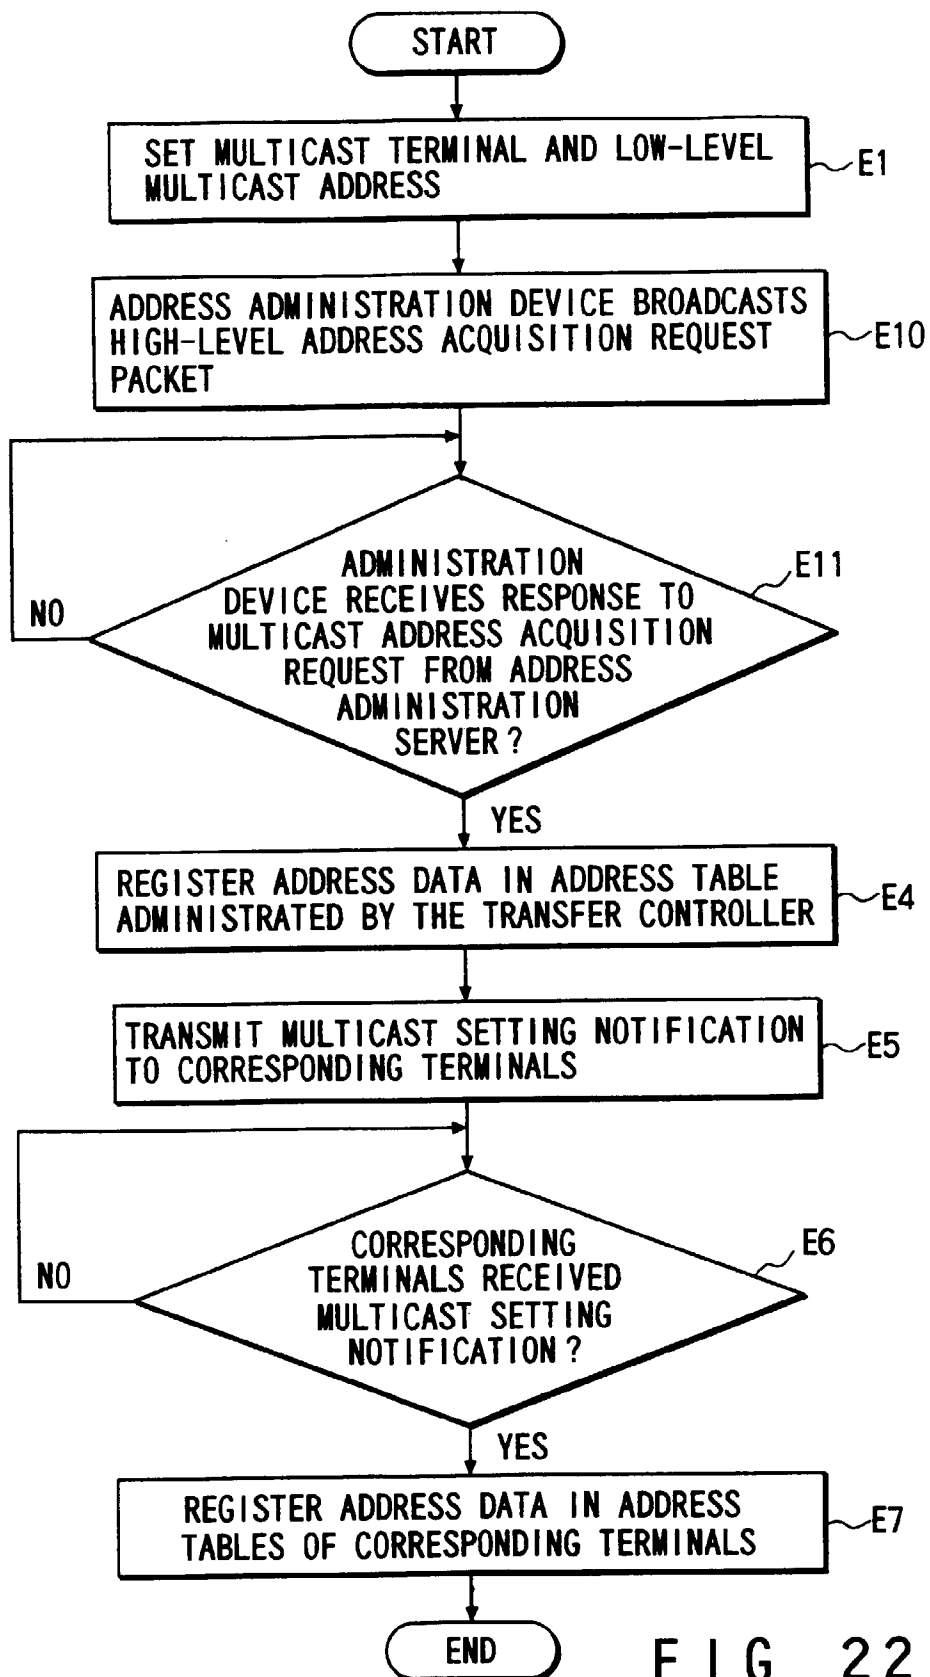 START
SET MULTICAST TERMINAL AND LOW-LEVEL
MULTICAST ADDRESS
E1
ADDRESS ADMINISTRATION DEVICE BROADCASTS
HIGH-LEVEL ADDRESS ACQUISITION REQUEST
PACKET
E10
ADMINISTRATION
DEVICE RECEIVES RESPONSE TO
MULTICAST ADDRESS ACQUISITION
REQUEST FROM ADDRESS
ADMINISTRATION
SERVER?
E11
NO
YES
REGISTER ADDRESS DATA IN ADDRESS TABLE
ADMINISTRATED BY THE TRANSFER CONTROLLER
E4
TRANSMIT MULTICAST SETTING NOTIFICATION
TO CORRESPONDING TERMINALS
E5
CORRESPONDING
TERMINALS RECEIVED
MULTICAST SETTING
NOTIFICATION?
E6
NO
YES
REGISTER ADDRESS DATA IN ADDRESS
TABLES OF CORRESPONDING TERMINALS
E7
END
FIG 22